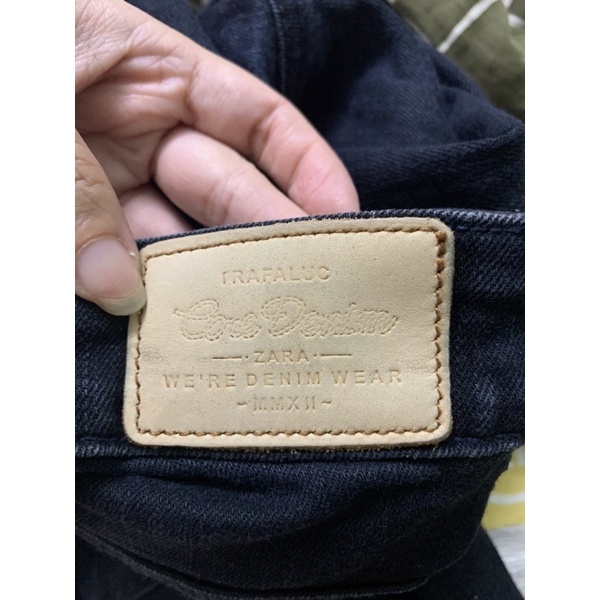 TRAFALUC
Core Denim
— · ZARA · —
WE'RE DENIM WEAR
~ MMXII ~